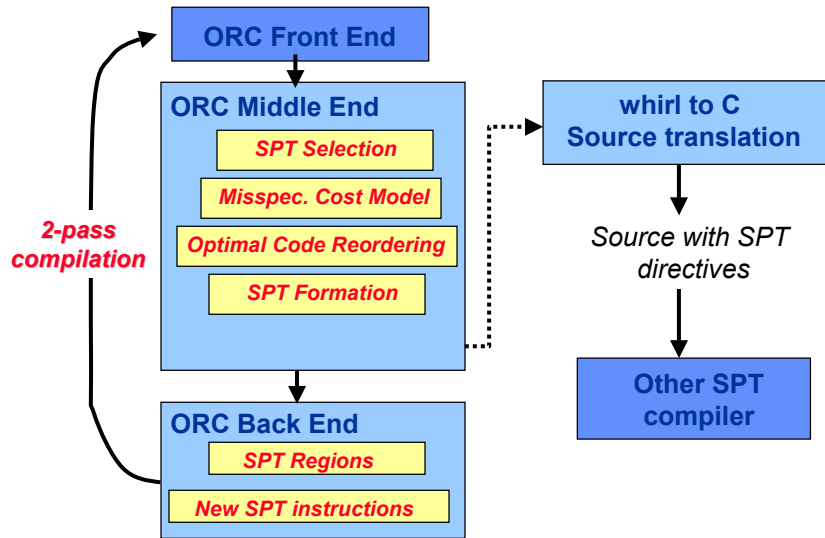 ORC Front End
ORC Middle End
SPT Selection
Misspec. Cost Model
Optimal Code Reordering
SPT Formation
2-pass
compilation
ORC Back End
SPT Regions
New SPT instructions
whirl to C
Source translation
Source with SPT
directives
Other SPT
compiler